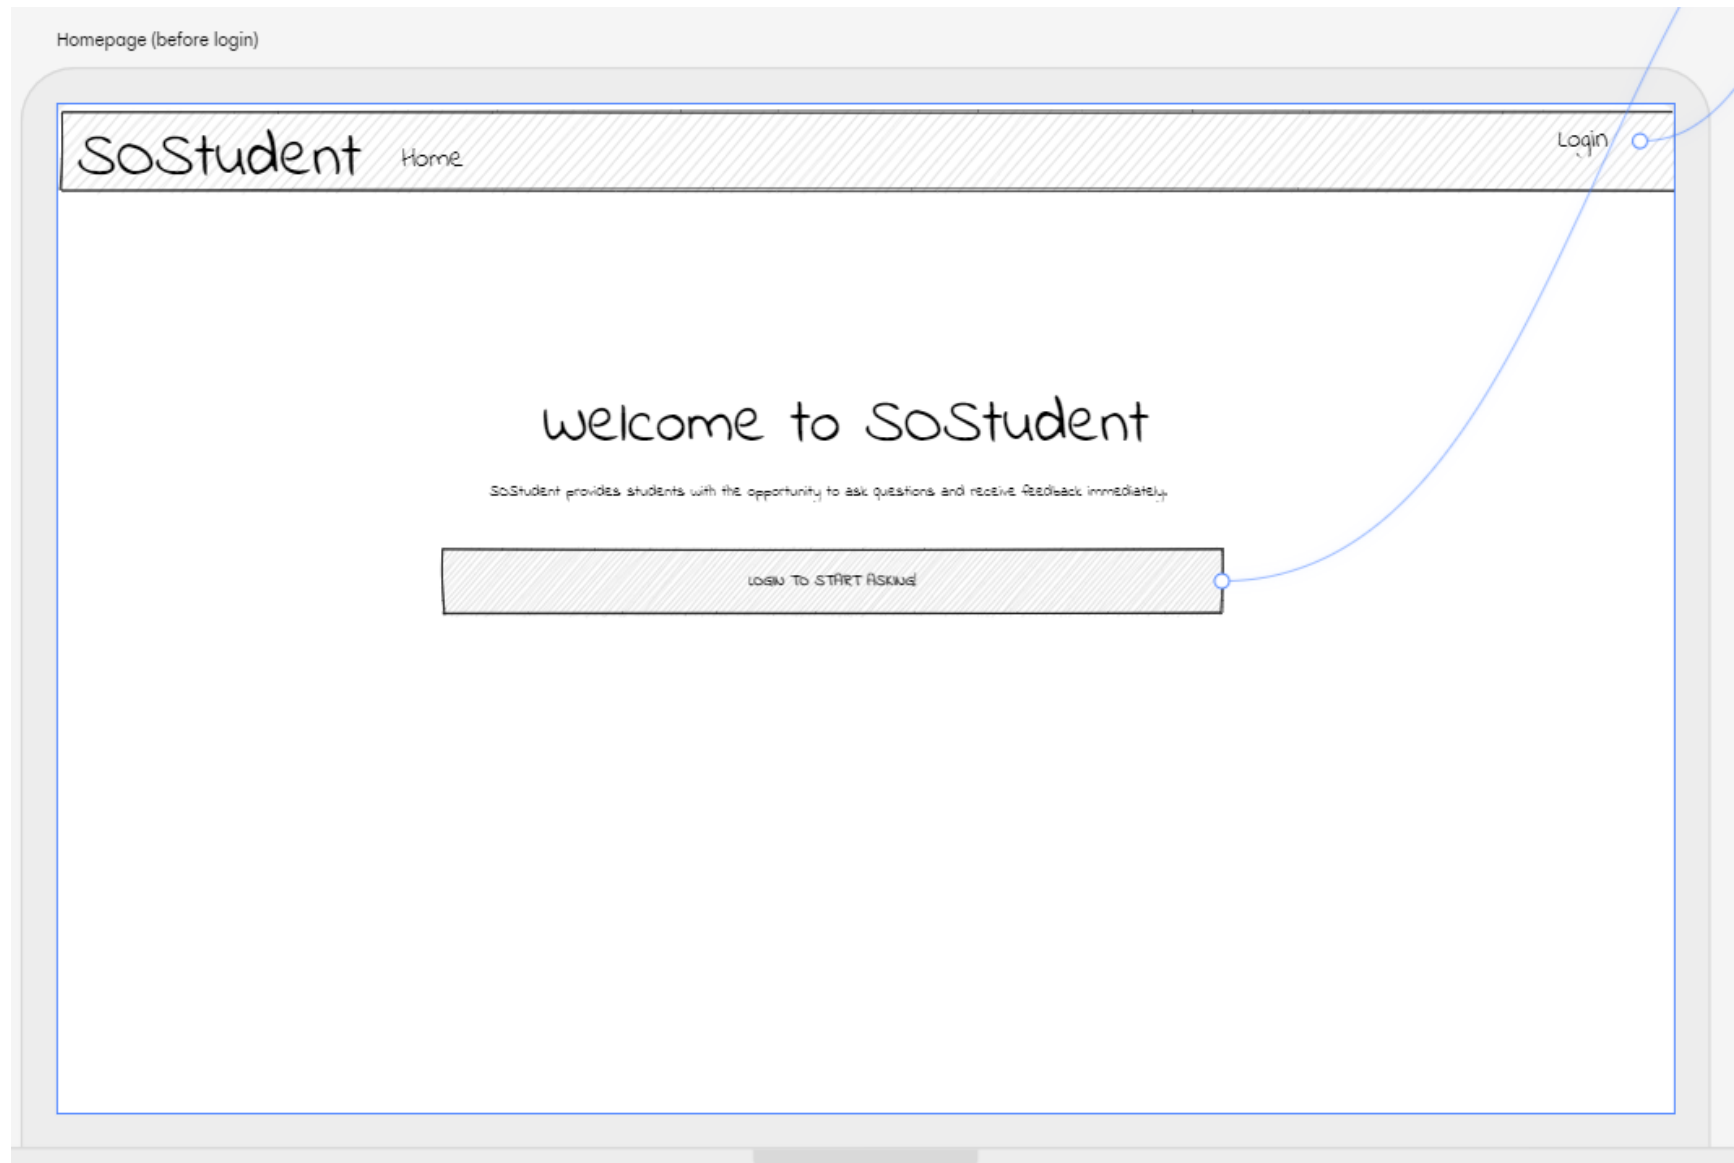 Homepage (before login)
SOStudent Home Login
Welcome to SOStudent
SOStudent provides students with the opportunity to ask questions and receive feedback immediately.
LOGIN TO START ASKING!